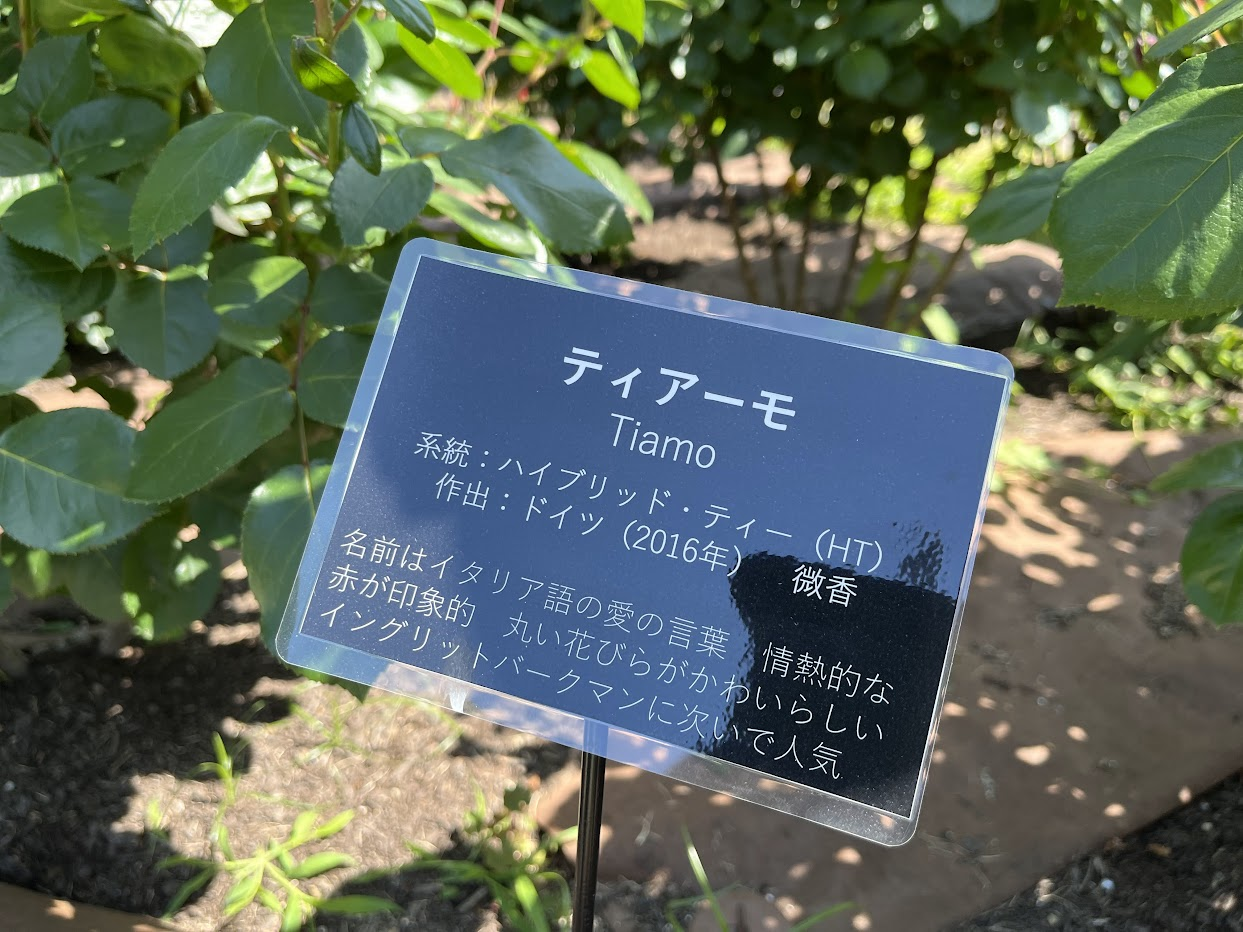 ティアーモ
Tiamo
系統：ハイブリッド・ティー（HT）
作出：ドイツ（2016年）　微香
名前はイタリア語の愛の言葉　情熱的な
赤が印象的　丸い花びらがかわいらしい
イングリットバークマンに次いで人気